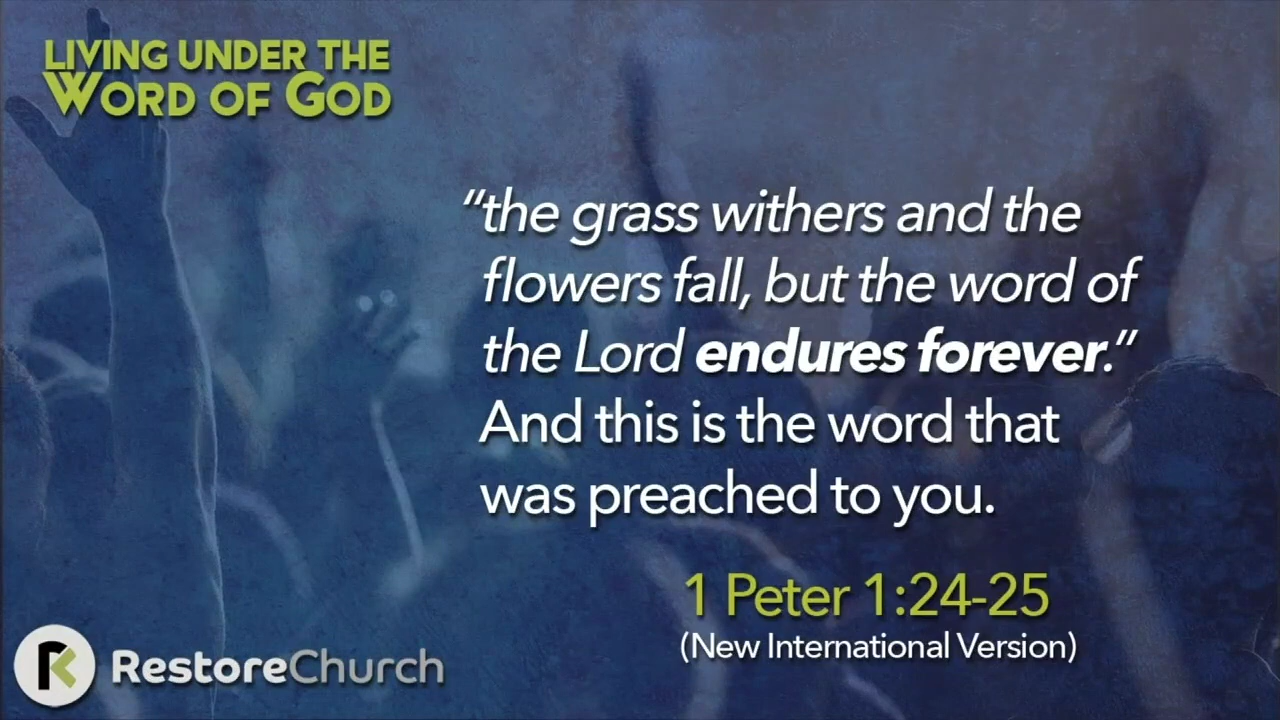 LIVING UNDER THE
WORD OF GOD
“the grass withers and the
flowers fall, but the word of
the Lord endures forever.”
And this is the word that
was preached to you.
1 Peter 1:24-25
(New International Version)
RestoreChurch